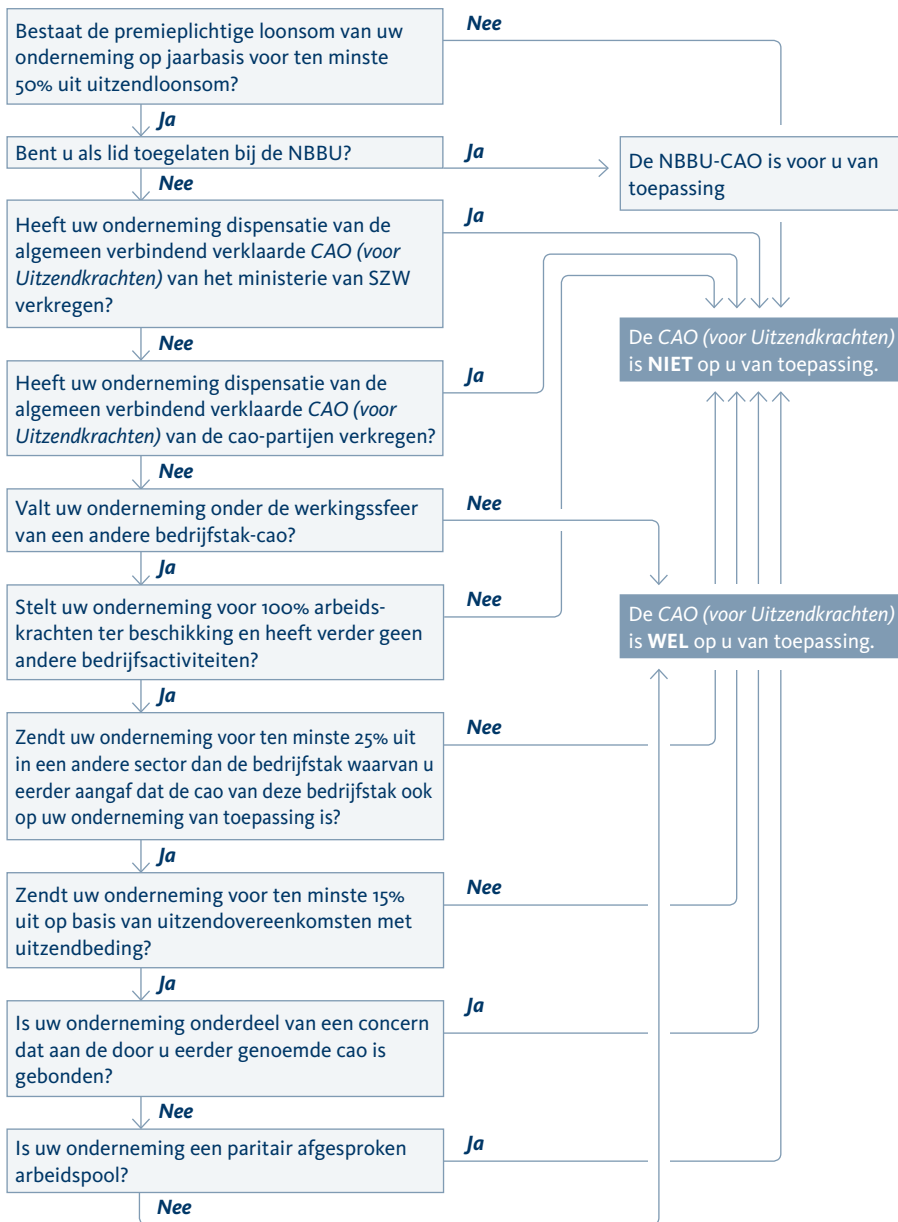 Bestaat de premieplichtige loonsom van uw
onderneming op jaarbasis voor ten minste
50% uit uitzendloonsom?
Nee
Ja
Bent u als lid toegelaten bij de NBBU?
Ja
De NBBU-CAO is voor u van
toepassing
Nee
Heeft uw onderneming dispensatie van de
algemeen verbindend verklaarde CAO (voor
Uitzendkrachten) van het ministerie van SZW
verkregen?
Ja
De CAO (voor Uitzendkrachten)
is NIET op u van toepassing.
Nee
Heeft uw onderneming dispensatie van de
algemeen verbindend verklaarde CAO (voor
Uitzendkrachten) van de cao-partijen verkregen?
Ja
Nee
Valt uw onderneming onder de werkingssfeer
van een andere bedrijfstak-cao?
Nee
Ja
Stelt uw onderneming voor 100% arbeids-
krachten ter beschikking en heeft verder geen
andere bedrijfsactiviteiten?
Nee
De CAO (voor Uitzendkrachten)
is WEL op u van toepassing.
Ja
Zendt uw onderneming voor ten minste 25% uit
in een andere sector dan de bedrijfstak waarvan u
eerder aangaf dat de cao van deze bedrijfstak ook
op uw onderneming van toepassing is?
Nee
Ja
Zendt uw onderneming voor ten minste 15%
uit op basis van uitzendovereenkomsten met
uitzendbeding?
Nee
Ja
Is uw onderneming onderdeel van een concern
dat aan de door u eerder genoemde cao is
gebonden?
Ja
Nee
Is uw onderneming een paritair afgesproken
arbeidspool?
Ja
Nee